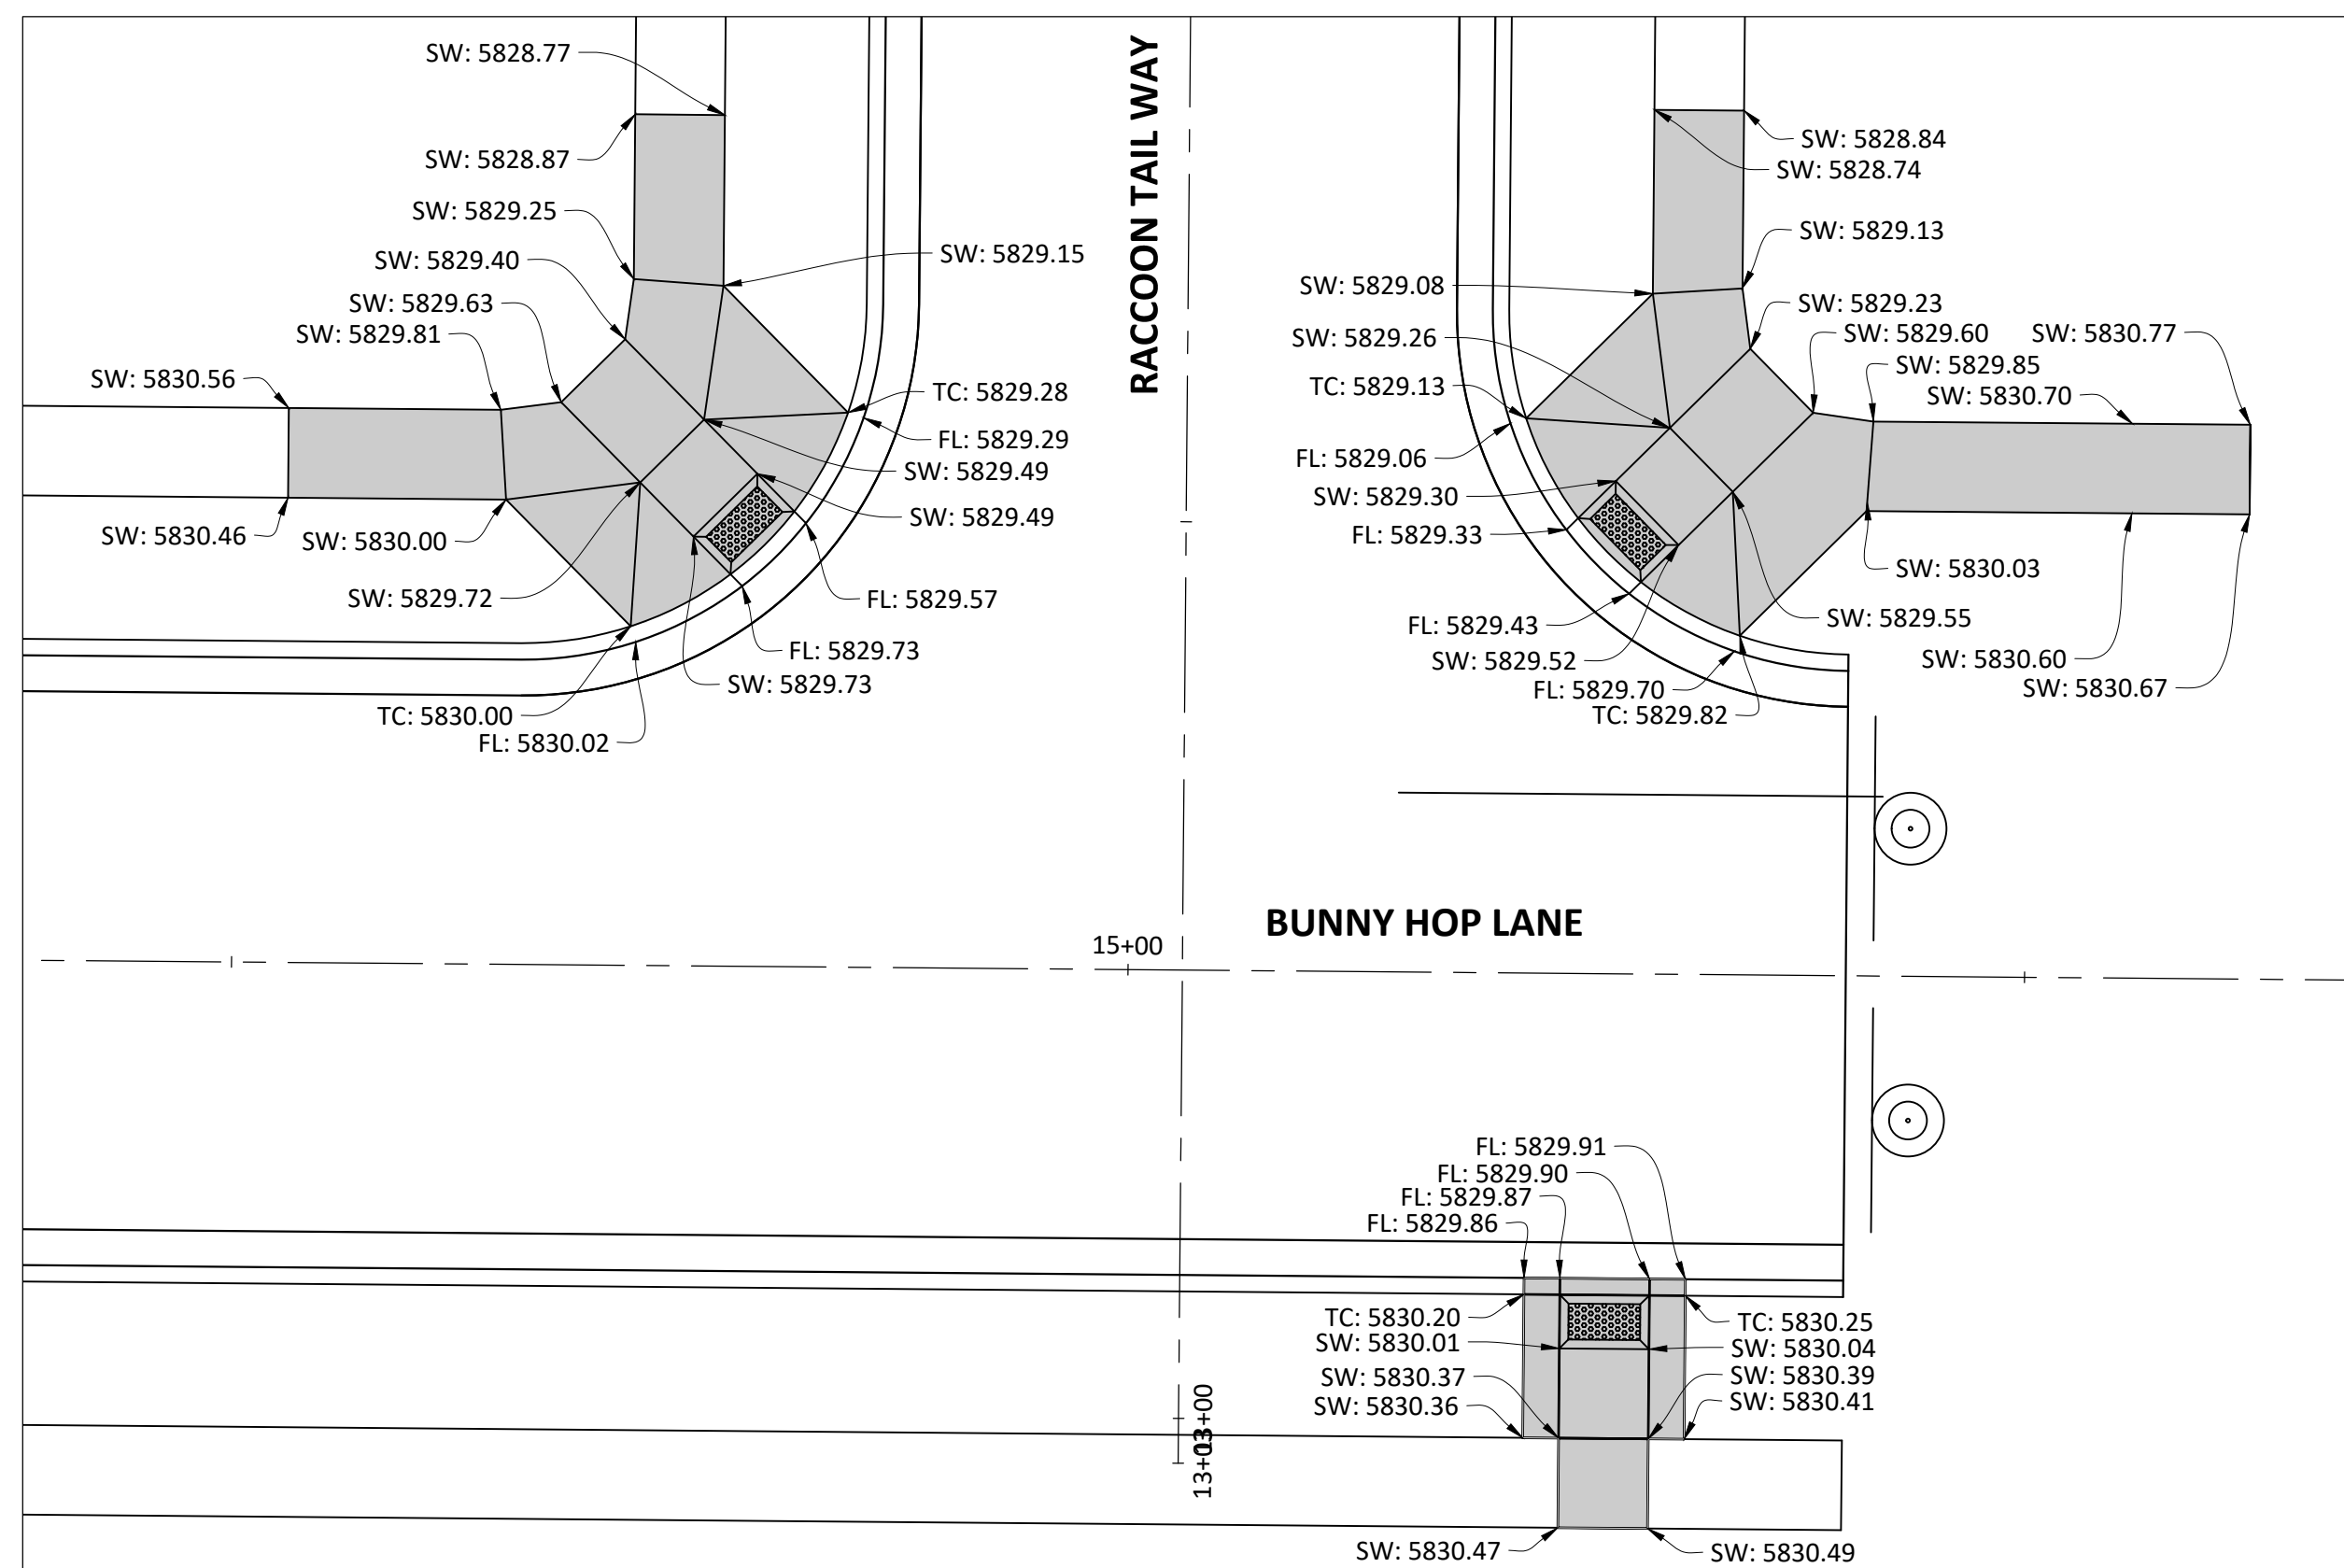 SW: 5828.77
SW: 5828.87
SW: 5829.25
SW: 5829.40
SW: 5829.63
SW: 5829.81
SW: 5830.56
SW: 5830.46
SW: 5830.00
SW: 5829.72
TC: 5830.00
FL: 5830.02
SW: 5829.15
TC: 5829.28
FL: 5829.29
SW: 5829.49
SW: 5829.49
FL: 5829.57
FL: 5829.73
SW: 5829.73
RACCOON TAIL WAY
SW: 5828.84
SW: 5828.74
SW: 5829.13
SW: 5829.08
SW: 5829.23
SW: 5829.26
SW: 5829.60
SW: 5830.77
SW: 5829.85
TC: 5829.13
SW: 5830.70
FL: 5829.06
SW: 5829.30
FL: 5829.33
SW: 5830.03
SW: 5829.55
FL: 5829.43
SW: 5829.52
SW: 5830.60
FL: 5829.70
SW: 5830.67
TC: 5829.82
BUNNY HOP LANE
15+00
FL: 5829.91
FL: 5829.90
FL: 5829.87
FL: 5829.86
TC: 5830.20
TC: 5830.25
SW: 5830.01
SW: 5830.04
SW: 5830.37
SW: 5830.39
SW: 5830.36
SW: 5830.41
SW: 5830.47
SW: 5830.49